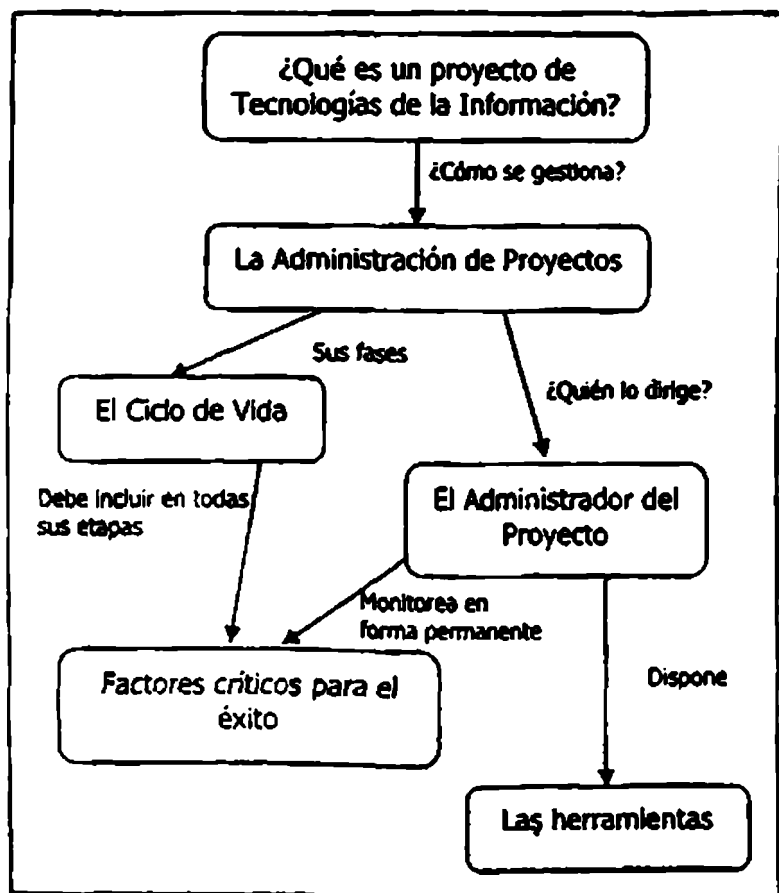 ¿Qué es un proyecto de
Tecnologías de la Información?
¿Cómo se gestiona?
La Administración de Proyectos
Sus fases
¿Quién lo dirige?
El Ciclo de Vida
Debe incluir en todas
sus etapas
El Administrador del
Proyecto
Monitorea en
forma permanente
Factores críticos para el
éxito
Dispone
Las herramientas